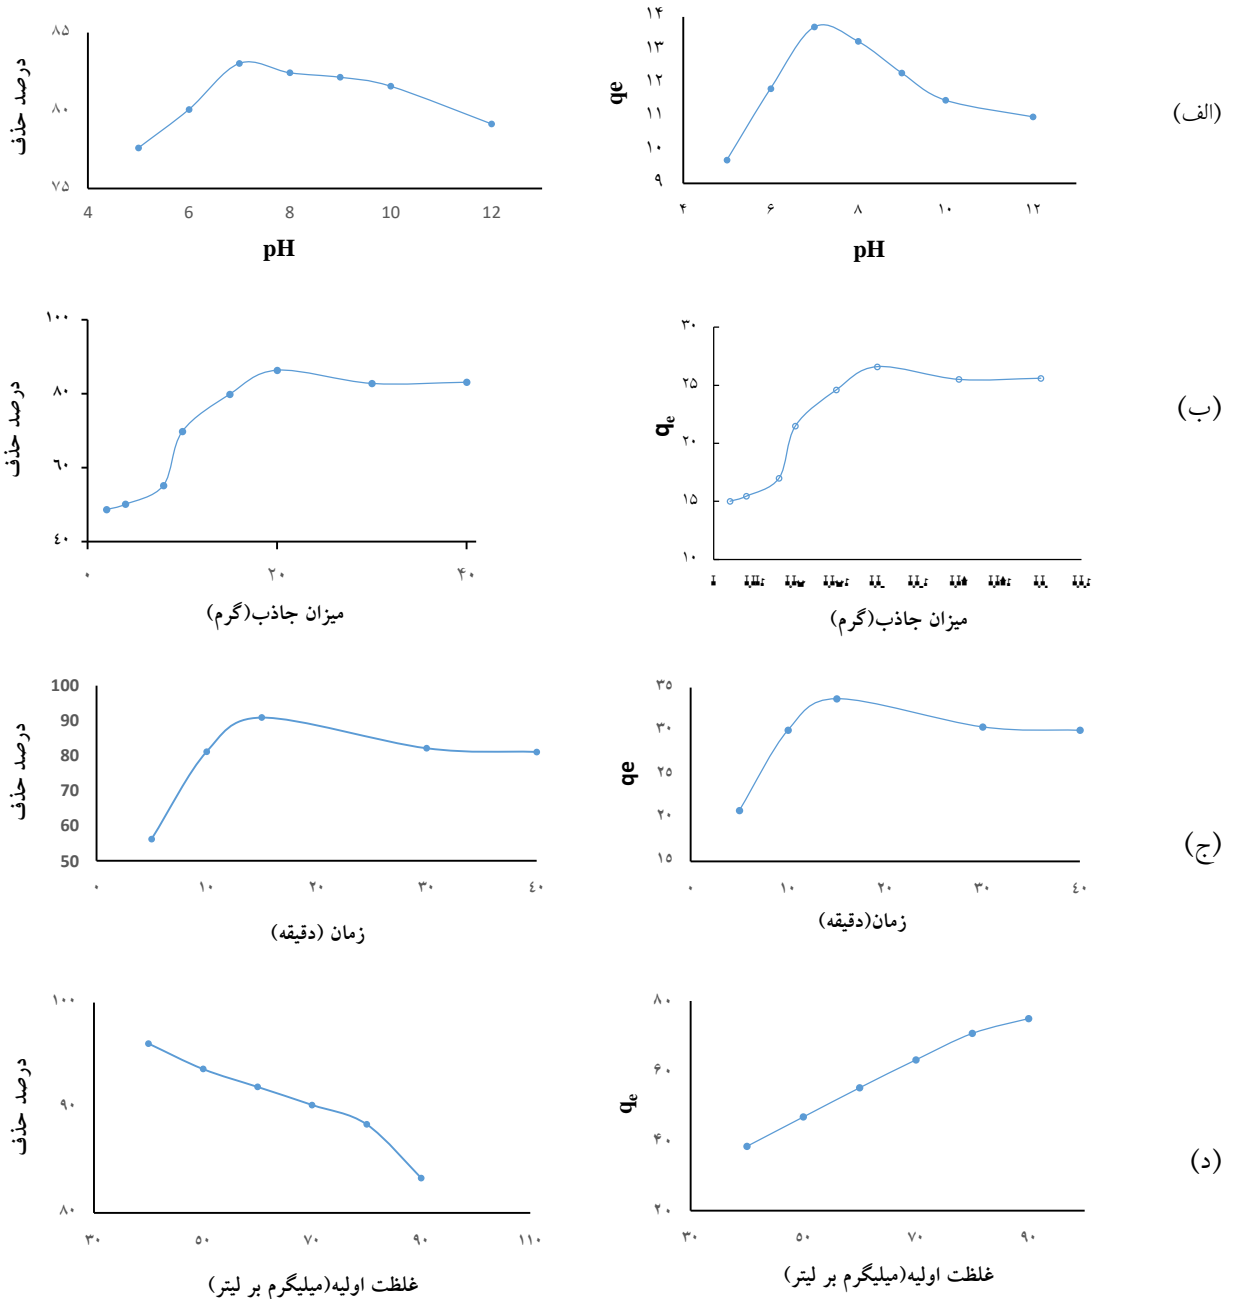 درصد حذف
۸۵
۸۰
۷۵
4 6 8 10 12
pH
qe
۱۴
۱۳
۱۲
۱۱
۱۰
۹
۴ ۶ ۸ ۱۰ ۱۲
pH
(الف)
درصد حذف
۱۰۰
۸۰
۶۰
٤۰
۰ ۲۰ ۴۰
میزان جاذب(گرم)
qe
۳۰
۲۵
۲۰
۱۵
۱۰
میزان جاذب(گرم)
(ب)
درصد حذف
100
90
80
70
60
50
۰ ۱۰ ۲۰ ۳۰ ٤۰
زمان (دقیقه)
qe
۳۵
۳۰
۲۵
۲۰
۱۵
۰ ۱۰ ۲۰ ۳۰ ٤۰
زمان(دقیقه)
(ج)
درصد حذف
۱۰۰
۹۰
۸۰
۳۰ ۵۰ ۷۰ ۹۰ ۱۱۰
غلظت اولیه(میلیگرم بر لیتر)
qe
۸۰
۶۰
۴۰
۲۰
۳۰ ۵۰ ۷۰ ۹۰
غلظت اولیه(میلیگرم بر لیتر)
(د)